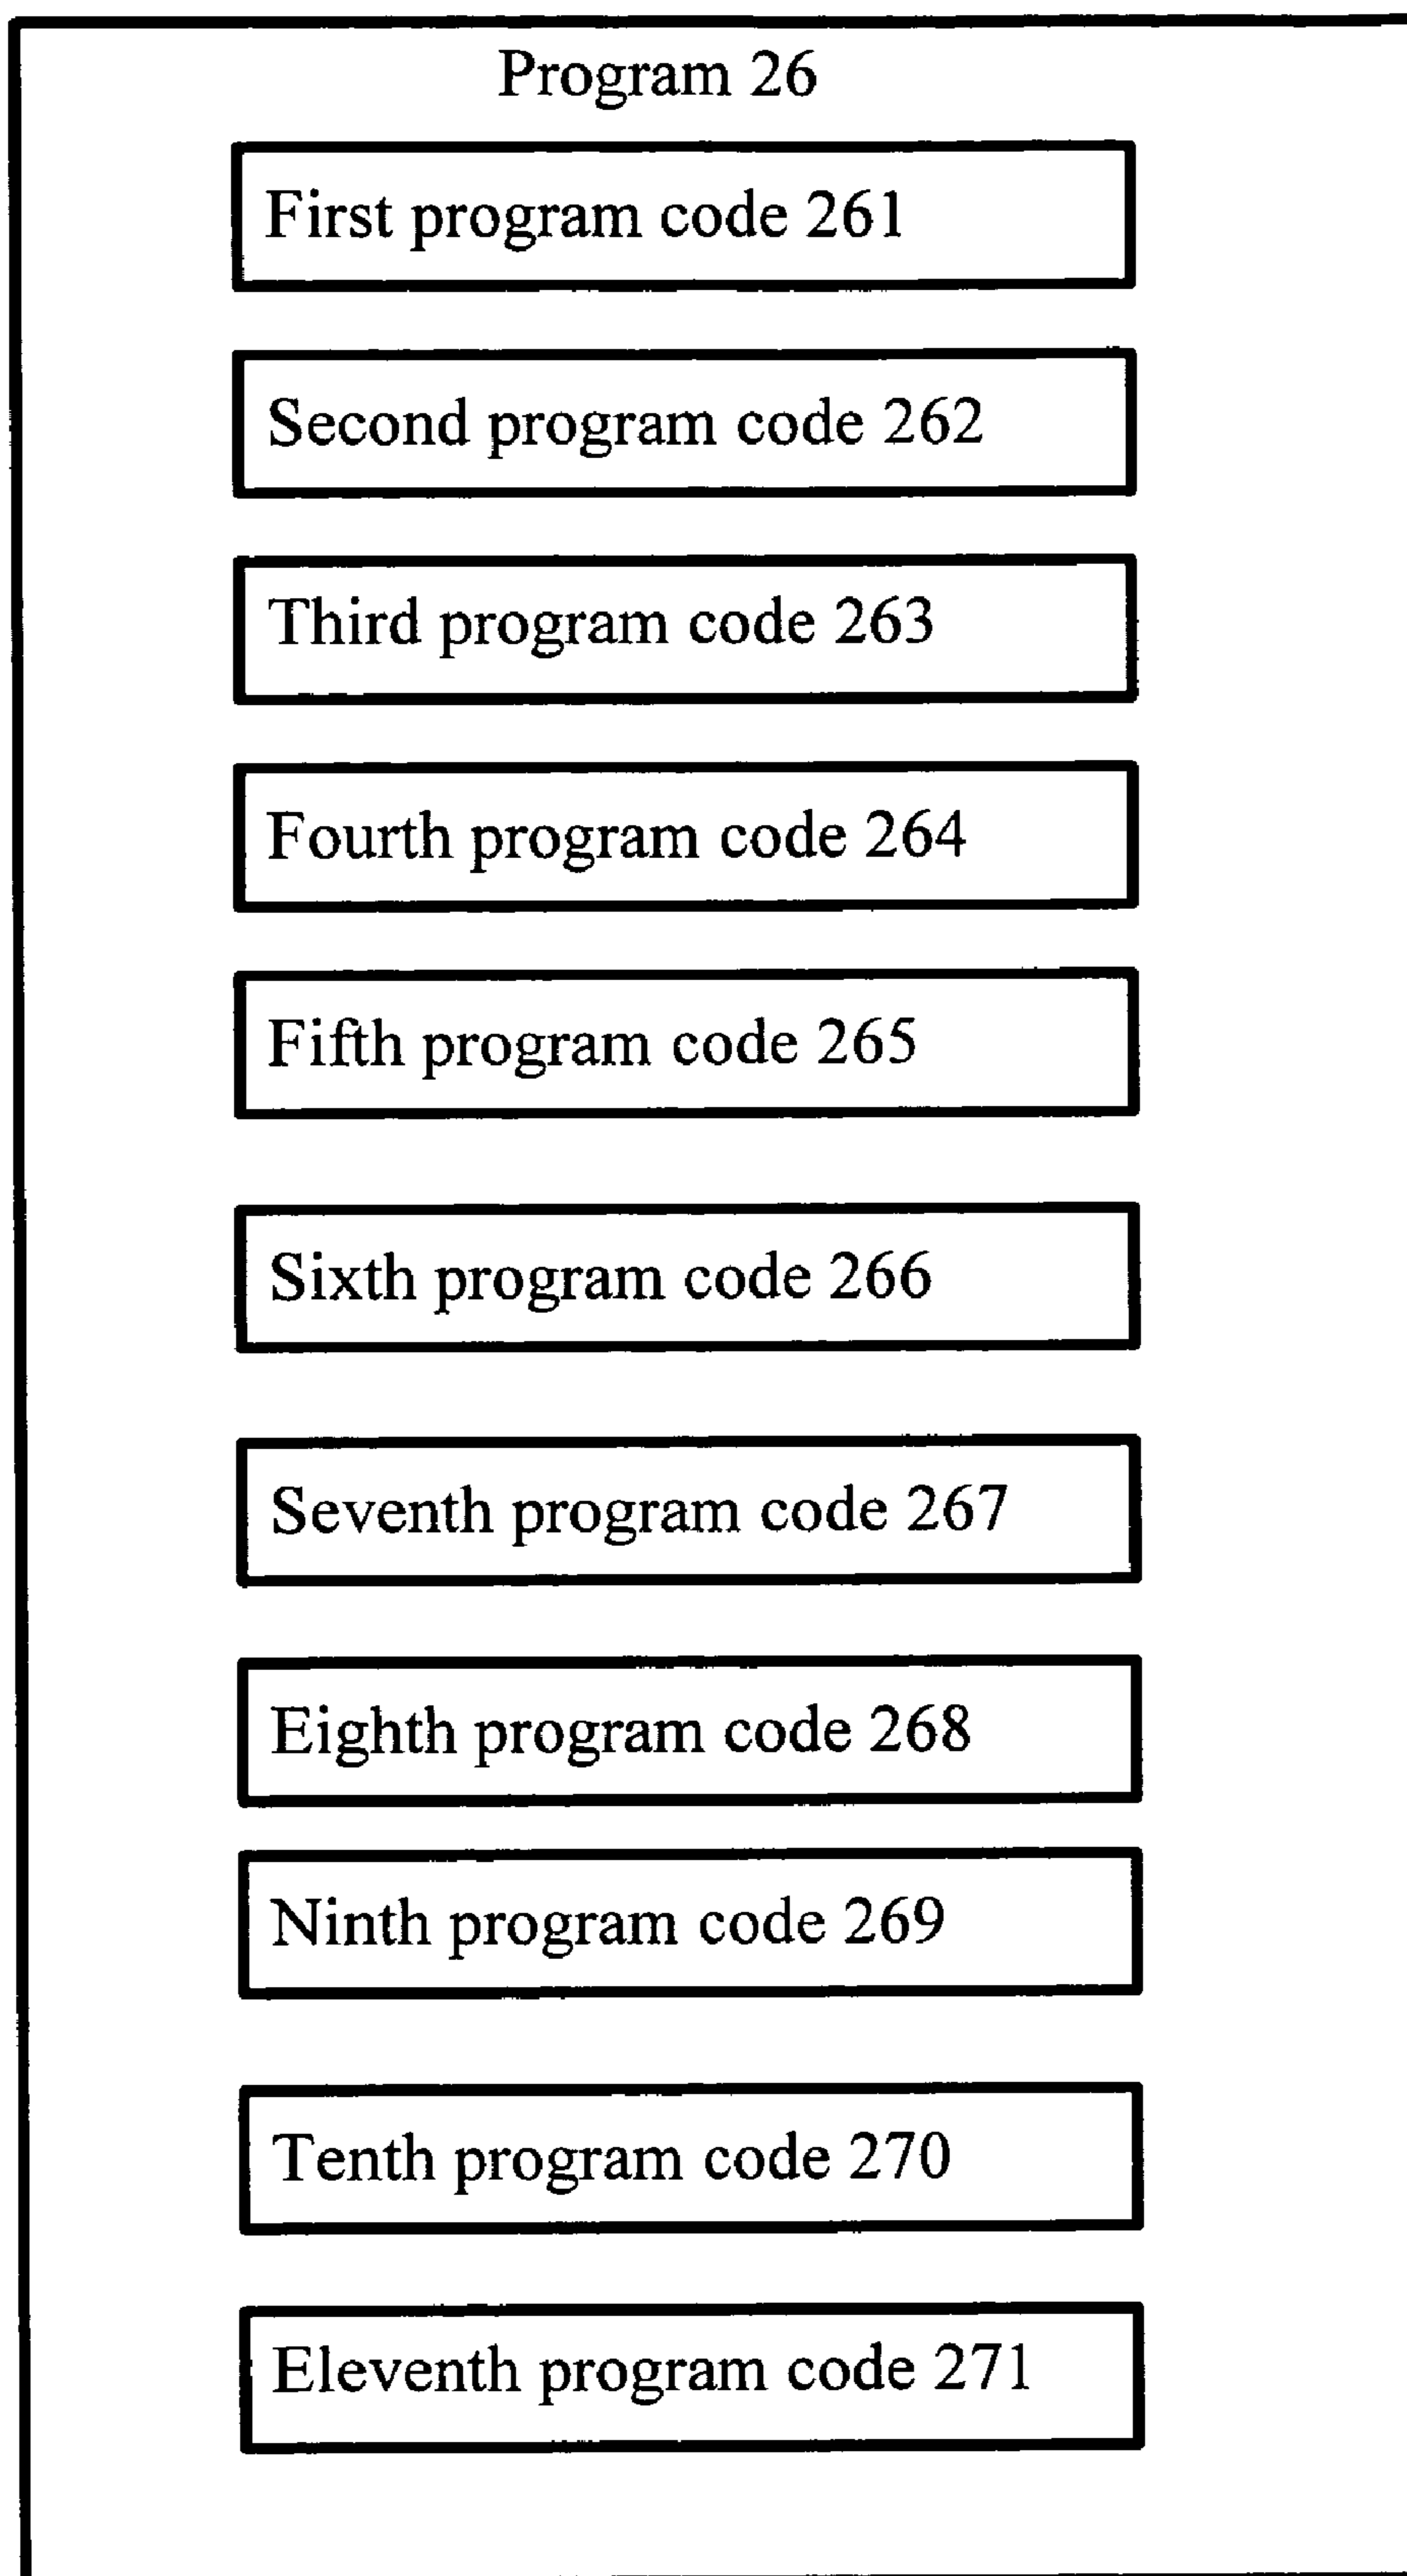 Program 26
First program code 261
Second program code 262
Third program code 263
Fourth program code 264
Fifth program code 265
Sixth program code 266
Seventh program code 267
Eighth program code 268
Ninth program code 269
Tenth program code 270
Eleventh program code 271